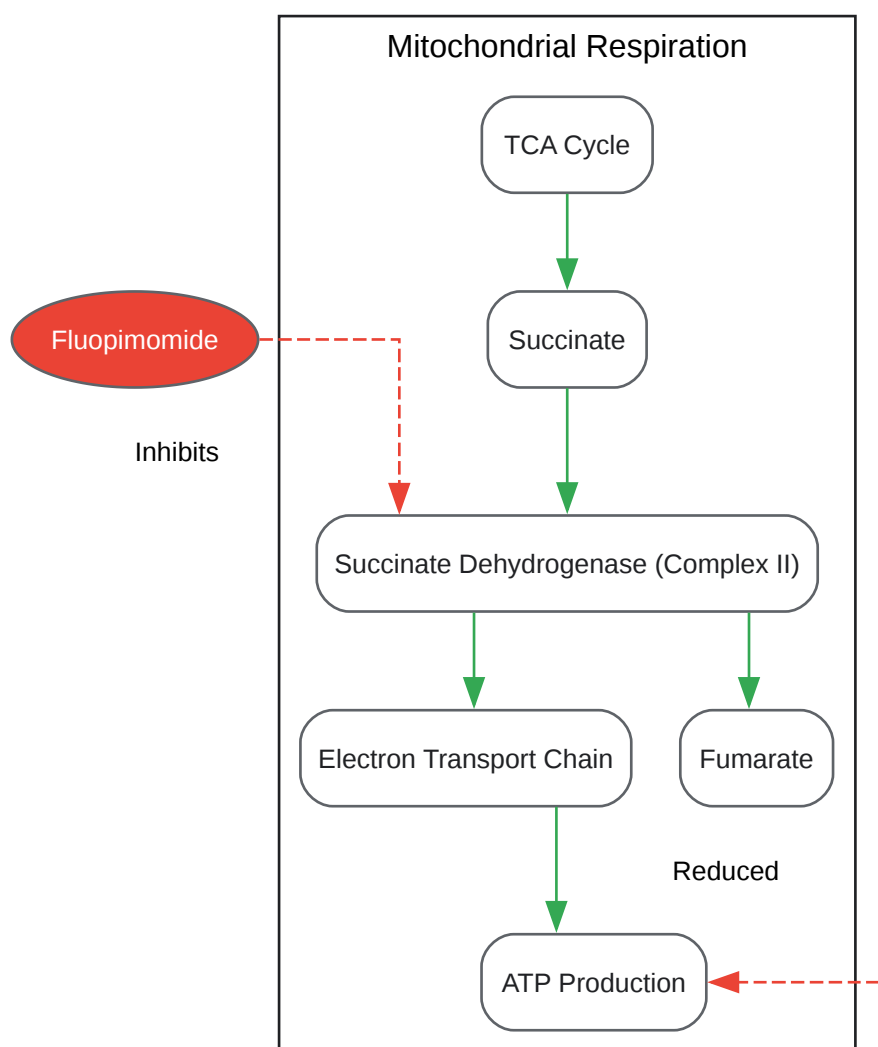 Mitochondrial Respiration
TCA Cycle
Fluopimomide
Succinate
Inhibits
Succinate Dehydrogenase (Complex II)
Electron Transport Chain
Fumarate
Reduced
ATP Production